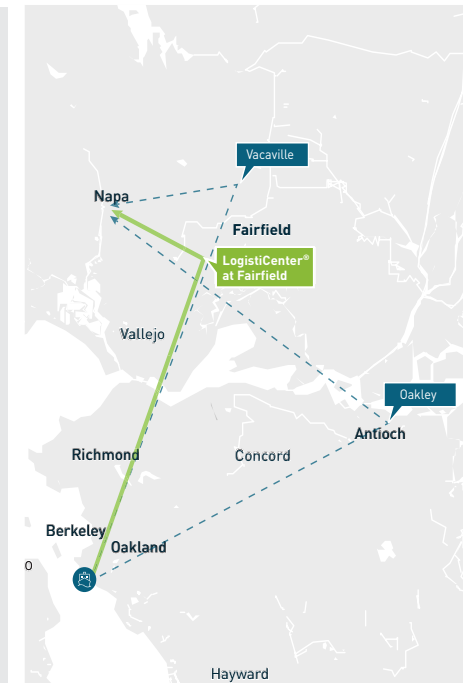 Vacaville
Napa
Fairfield
LogistiCenter®
at Fairfield
Vallejo
Oakley
Antioch
Richmond
Concord
Berkeley
Oakland
o
Hayward